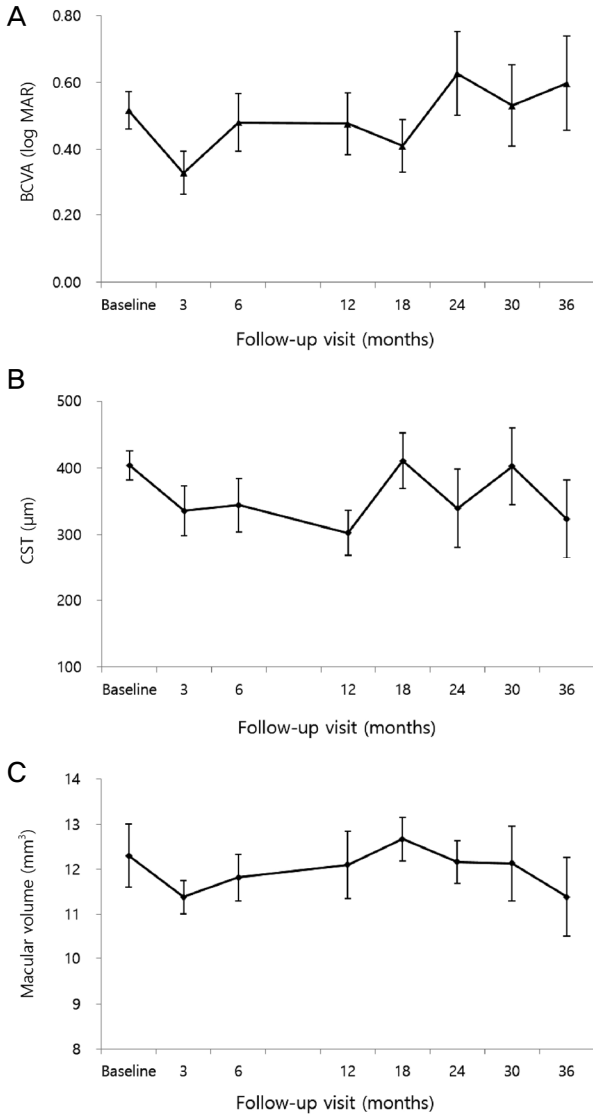 A
0.80
0.60
0.40
0.20
0.00
BCVA (log MAR)
Baseline 3 6 12 18 24 30 36
Follow-up visit (months)
B
500
400
300
200
100
CST (μm)
Baseline 3 6 12 18 24 30 36
Follow-up visit (months)
C
14
13
12
11
10
9
8
Macular volume (mm³)
Baseline 3 6 12 18 24 30 36
Follow-up visit (months)